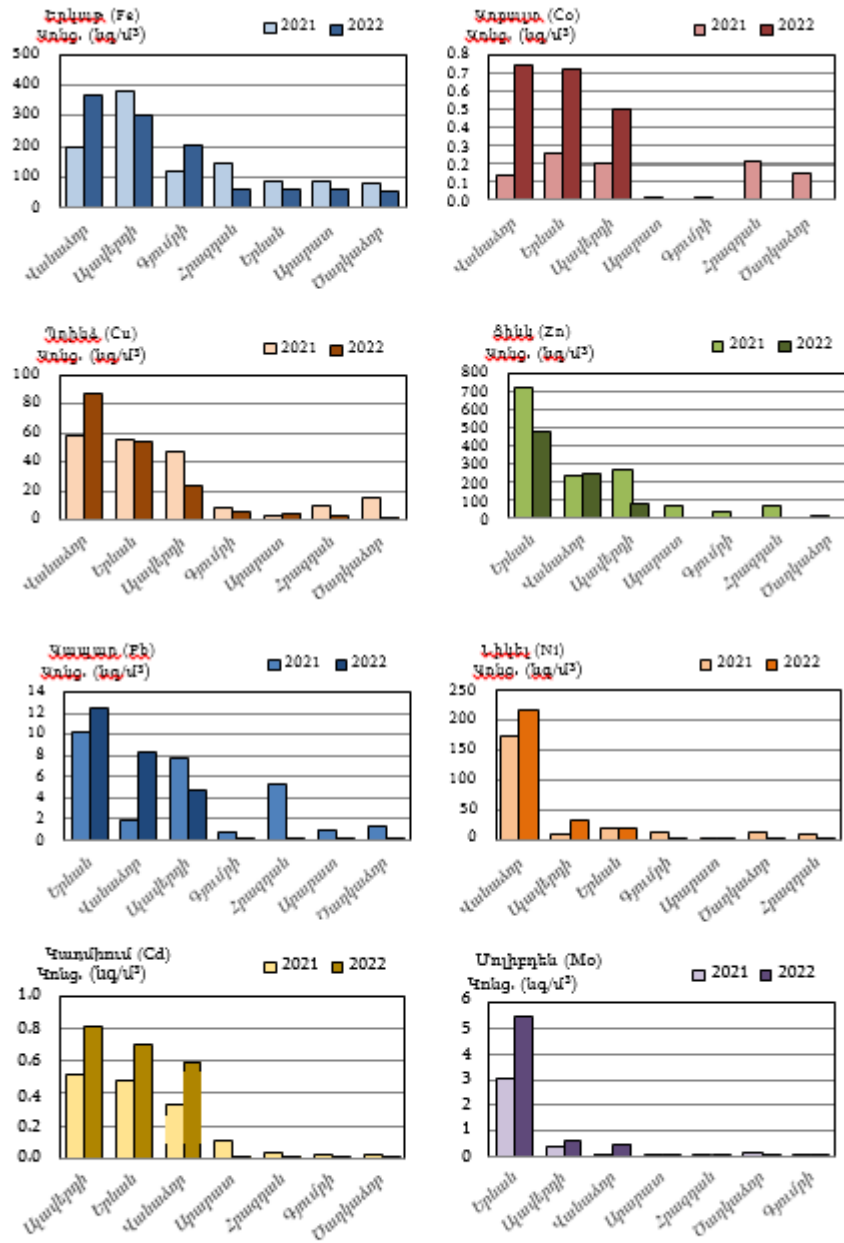 Երկաթ (Fe)
Կոնց. (նգ/մ³)
2021 2022
500
400
300
200
100
0
Վանաձոր Ալավերդի Գյումրի Հրազդան Երևան Արարատ Ծաղկաձոր
Կոբալտ (Co)
Կոնց. (նգ/մ³)
2021 2022
0.8
0.7
0.6
0.5
0.4
0.3
0.2
0.1
0.0
Վանաձոր Երևան Ալավերդի Արարատ Գյումրի Հրազդան Ծաղկաձոր
Պղինձ (Cu)
Կոնց. (նգ/մ³)
2021 2022
100
80
60
40
20
0
Վանաձոր Երևան Ալավերդի Գյումրի Արարատ Հրազդան Ծաղկաձոր
Ցինկ (Zn)
Կոնց. (նգ/մ³)
2021 2022
800
700
600
500
400
300
200
100
0
Երևան Վանաձոր Ալավերդի Արարատ Գյումրի Հրազդան Ծաղկաձոր
Կապար (Pb)
Կոնց. (նգ/մ³)
2021 2022
14
12
10
8
6
4
2
0
Երևան Վանաձոր Ալավերդի Գյումրի Հրազդան Արարատ Ծաղկաձոր
Նիկել (Ni)
Կոնց. (նգ/մ³)
2021 2022
250
200
150
100
50
0
Վանաձոր Ալավերդի Երևան Գյումրի Արարատ Ծաղկաձոր Հրազդան
Կադմիում (Cd)
Կոնց. (նգ/մ³)
2021 2022
1.0
0.8
0.6
0.4
0.2
0.0
Ալավերդի Երևան Վանաձոր Արարատ Հրազդան Գյումրի Ծաղկաձոր
Մոլիբդեն (Mo)
Կոնց. (նգ/մ³)
2021 2022
6
5
4
3
2
1
0
Երևան Ալավերդի Վանաձոր Արարատ Հրազդան Ծաղկաձոր Գյումրի